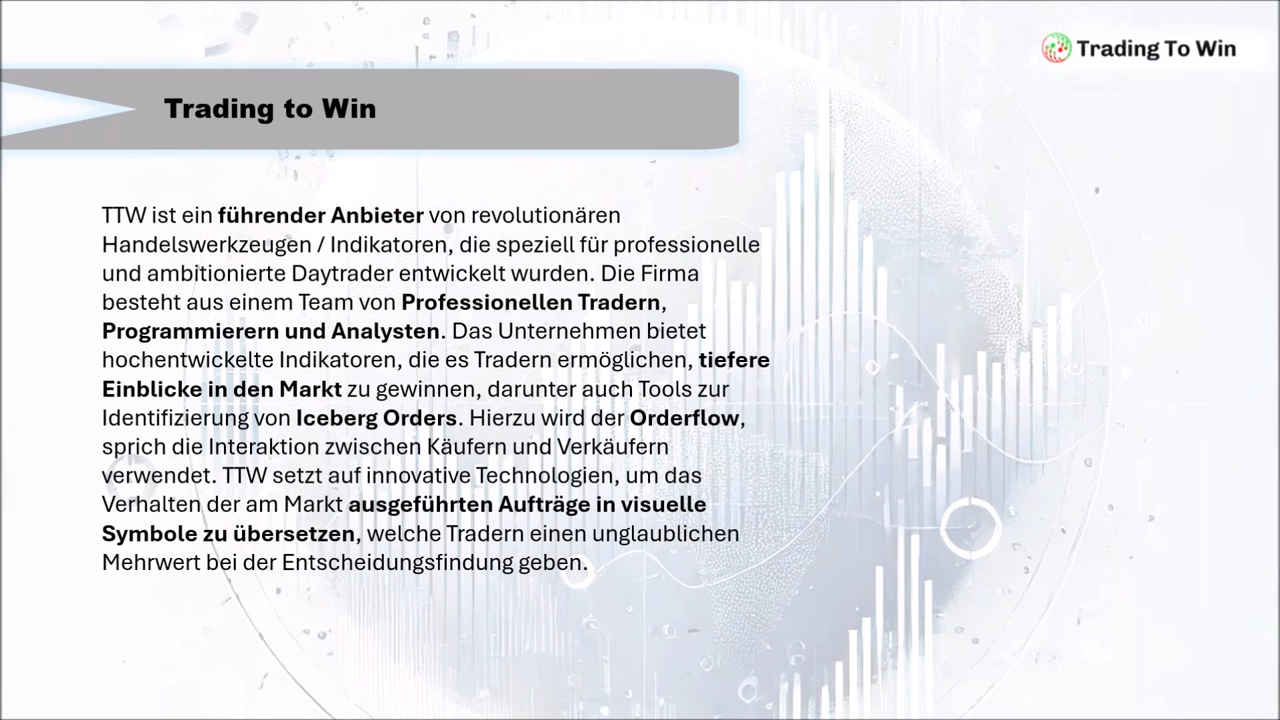 Trading To Win
Trading to Win
TTW ist ein führender Anbieter von revolutionären
Handelswerkzeugen / Indikatoren, die speziell für professionelle
und ambitionierte Daytrader entwickelt wurden. Die Firma
besteht aus einem Team von Professionellen Tradern,
Programmierern und Analysten. Das Unternehmen bietet
hochentwickelte Indikatoren, die es Tradern ermöglichen, tiefere
Einblicke in den Markt zu gewinnen, darunter auch Tools zur
Identifizierung von Iceberg Orders. Hierzu wird der Orderflow,
sprich die Interaktion zwischen Käufern und Verkäufern
verwendet. TTW setzt auf innovative Technologien, um das
Verhalten der am Markt ausgeführten Aufträge in visuelle
Symbole zu übersetzen, welche Tradern einen unglaublichen
Mehrwert bei der Entscheidungsfindung geben.